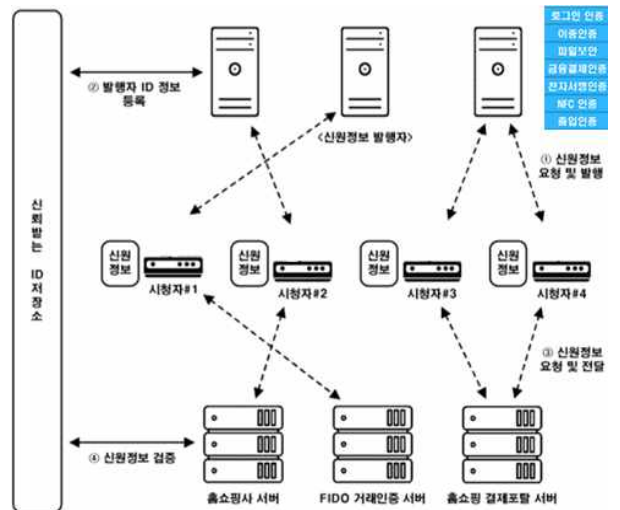 로그인 인증
이중인증
파일보안
금융결제인증
전자서명인증
NFC 인증
출입인증
② 발행자 ID 정보
등록
<신원정보 발행자>
① 신원정보
요청 및 발행
신뢰받는 ID 저장소
신원
정보
시청자#1
신원
정보
시청자#2
신원
정보
시청자#3
신원
정보
시청자#4
③ 신원정보
요청 및 전달
④ 신원정보 검증
홈쇼핑사 서버
FIDO 거래인증 서버
홈쇼핑 결제포탈 서버